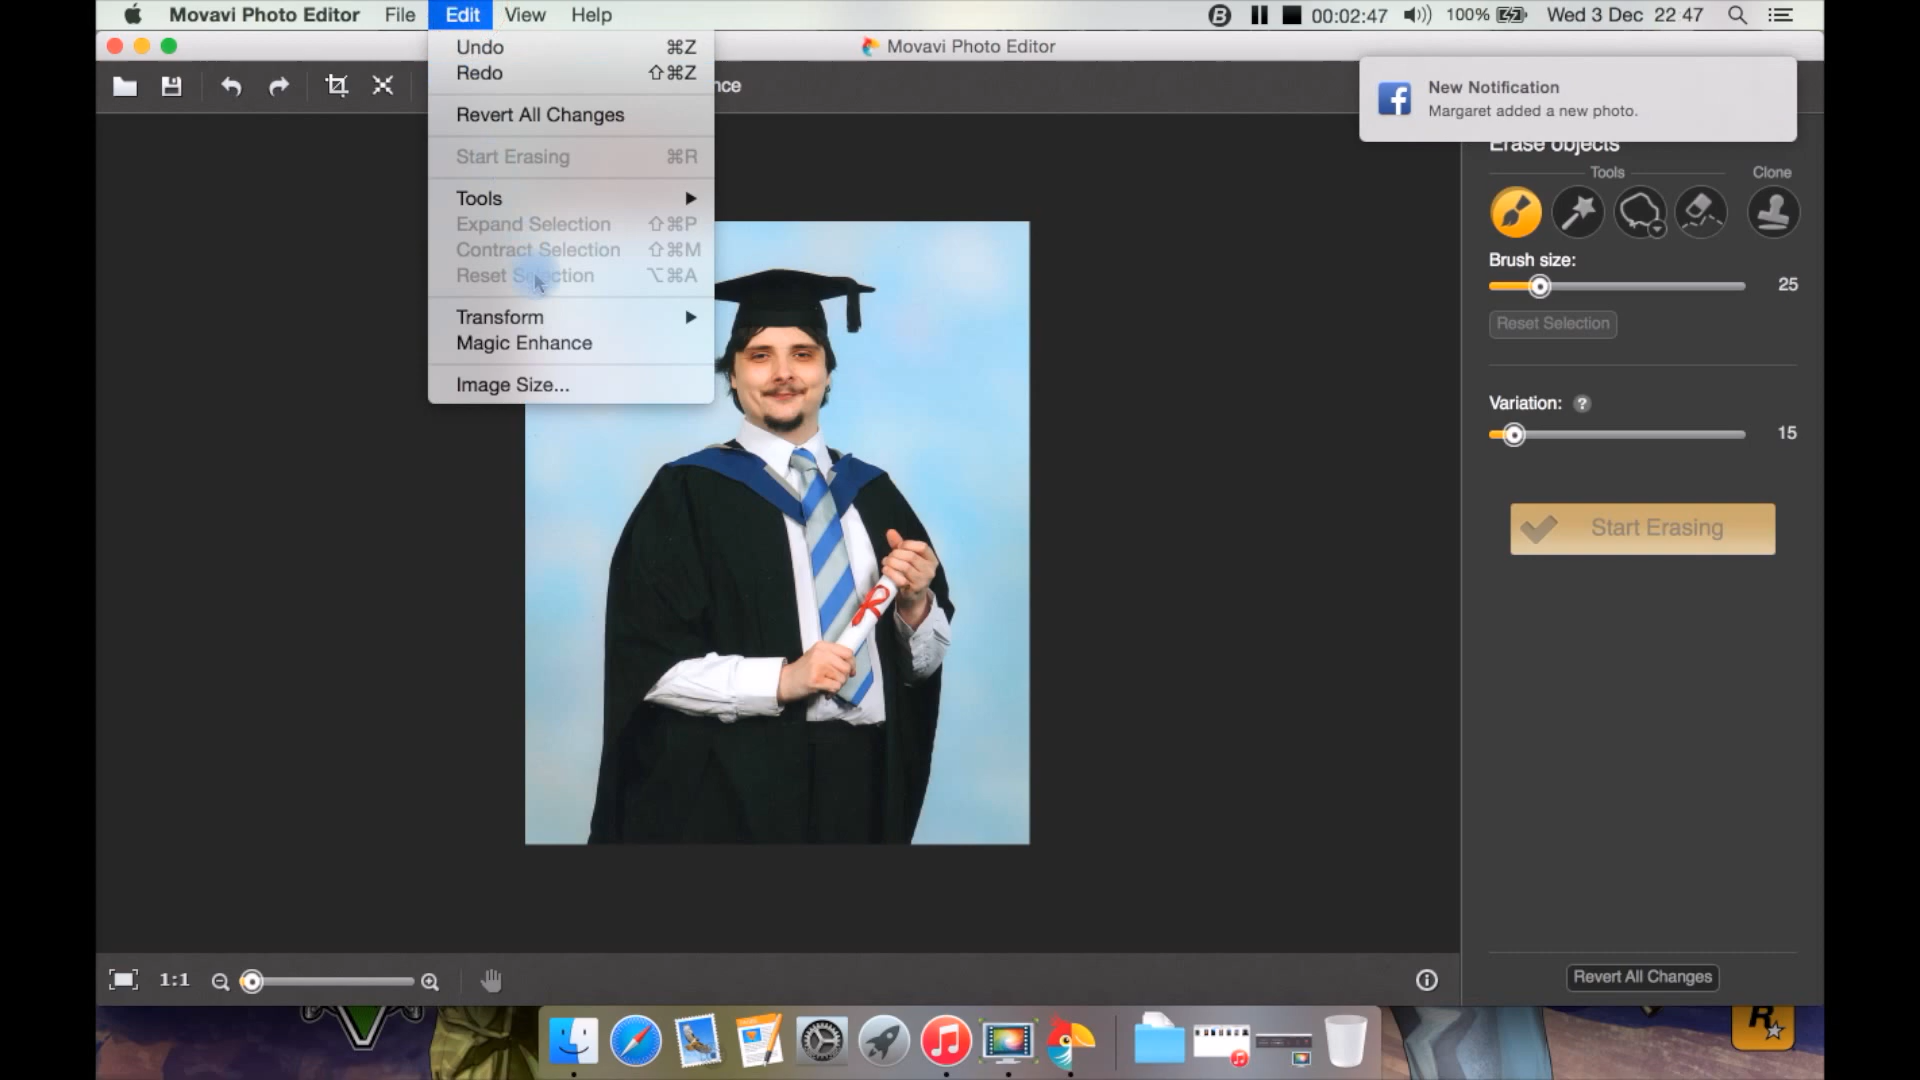 Movavi Photo Editor File Edit View Help 00:02:47 100% Wed 3 Dec 22 47
Movavi Photo Editor
Undo ⌘Z
Redo ⇧⌘Z
nce
Revert All Changes
Start Erasing ⌘R
Tools
Expand Selection ⇧⌘P
Contract Selection ⇧⌘M
Reset Selection ⌥⌘A
Transform
Magic Enhance
Image Size...
New Notification
Margaret added a new photo.
Erase objects
Tools Clone
Brush size:
25
Reset Selection
Variation: ?
15
Start Erasing
Revert All Changes
1:1
R